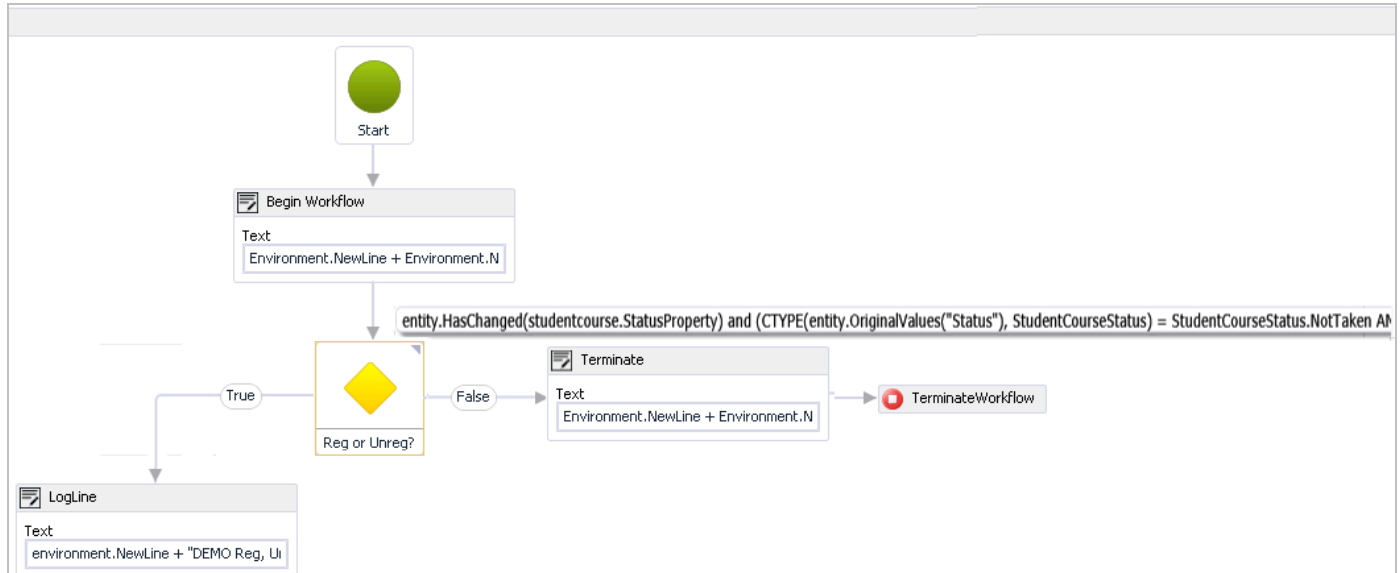 Start
Begin Workflow
Text
Environment.NewLine + Environment.N
entity.HasChanged(studentcourse.StatusProperty) and (CTYPE(entity.OriginalValues("Status"), StudentCourseStatus) = StudentCourseStatus.NotTaken AN
True
False
Reg or Unreg?
Terminate
Text
Environment.NewLine + Environment.N
TerminateWorkflow
LogLine
Text
environment.NewLine + "DEMO Reg, Un